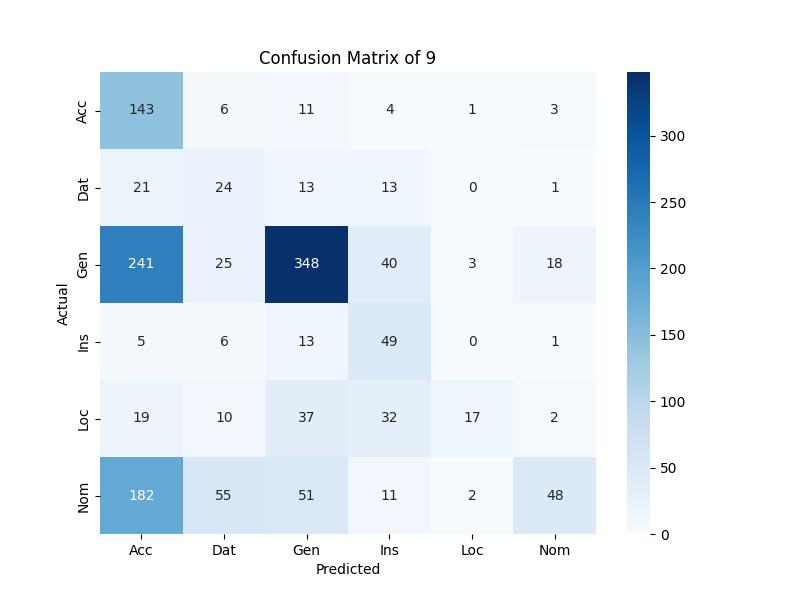 Confusion Matrix of 9
Acc 143 6 11 4 1 3
Dat 21 24 13 13 0 1
Gen 241 25 348 40 3 18
Ins 5 6 13 49 0 1
Loc 19 10 37 32 17 2
Nom 182 55 51 11 2 48
Acc Dat Gen Ins Loc Nom
Predicted
Actual
300
250
200
150
100
50
0